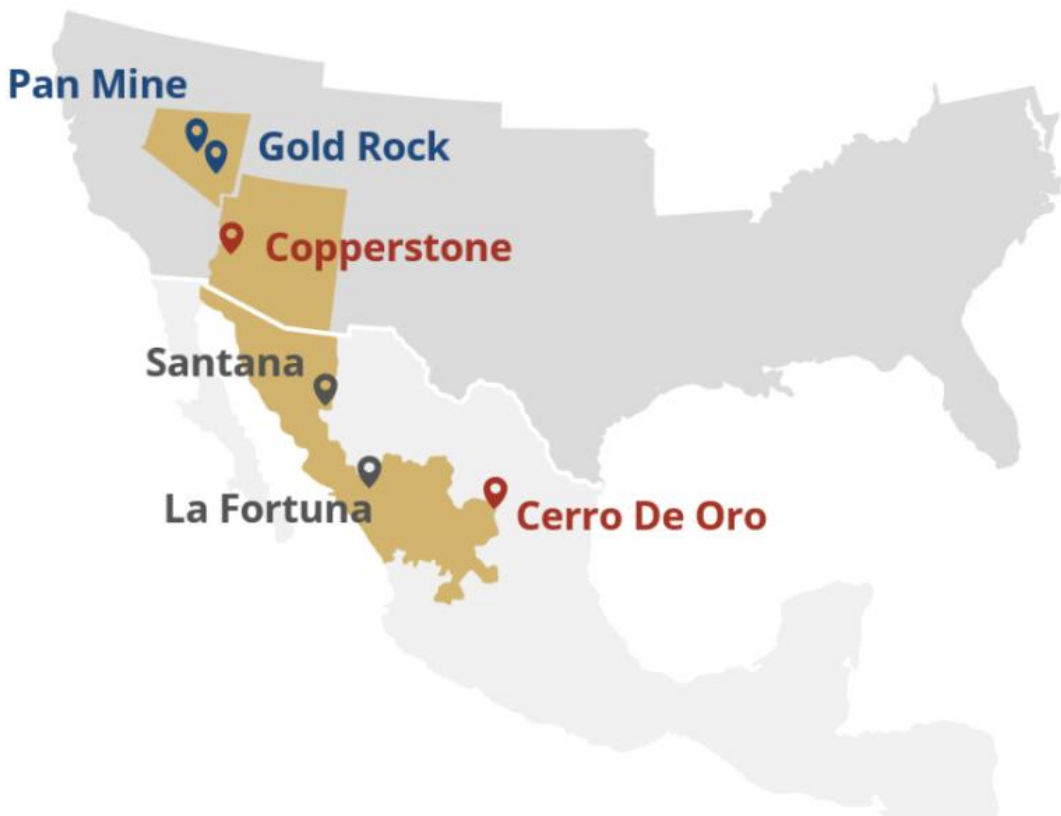 Pan Mine
Gold Rock
Copperstone
Santana
La Fortuna
Cerro De Oro